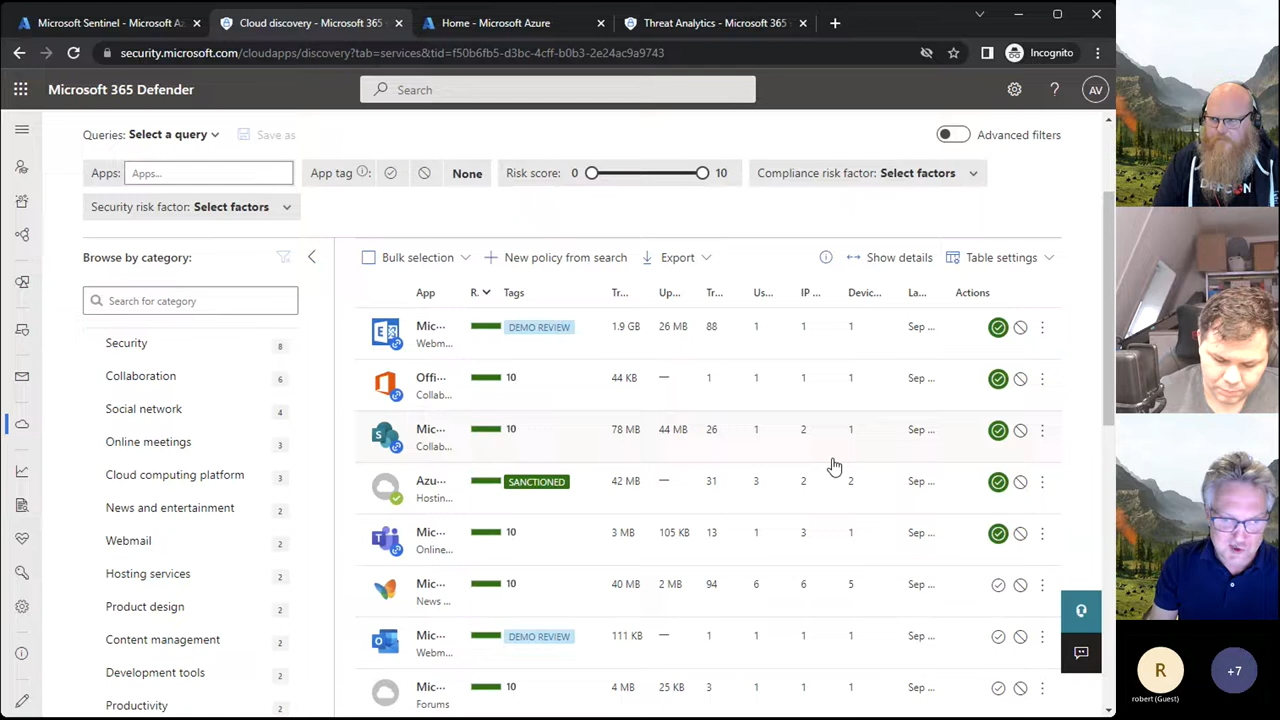 Microsoft Sentinel - Microsoft Az
Cloud discovery - Microsoft 365
Home - Microsoft Azure
Threat Analytics - Microsoft 365
security.microsoft.com/cloudapps/discovery?tab=services&tid=f50b6fb5-d3bc-4cff-b0b3-2e24ac9a9743
Incognito
Microsoft 365 Defender
Search
AV
Queries: Select a query
Save as
Advanced filters
Apps: Apps...
App tag
None
Risk score: 0 10
Compliance risk factor: Select factors
Security risk factor: Select factors
Browse by category:
Bulk selection
New policy from search
Export
Show details
Table settings
Search for category
Security 8
Collaboration 6
Social network 4
Online meetings 3
Cloud computing platform 3
News and entertainment 2
Webmail 2
Hosting services 2
Product design 2
Content management 2
Development tools 2
Productivity 2
App R. Tags Tr... Up... Tr... Us... IP ... Devic... La... Actions
Mic... DEMO REVIEW 1.9 GB 26 MB 88 1 1 1 Sep ...
Webm...
Offi... 10 44 KB — 1 1 1 1 Sep ...
Collab...
Mic... 10 78 MB 44 MB 26 1 2 1 Sep ...
Collab...
Azu... SANCTIONED 42 MB — 31 3 2 2 Sep ...
Hostin...
Mic... 10 3 MB 105 KB 13 1 3 1 Sep ...
Online...
Mic... 10 40 MB 2 MB 94 6 6 5 Sep ...
News ...
Mic... DEMO REVIEW 111 KB — 1 1 1 1 Sep ...
Webm...
Mic... 10 4 MB 25 KB 3 1 1 1 Sep ...
Forums
DEFCON
R
robert (Guest)
+7